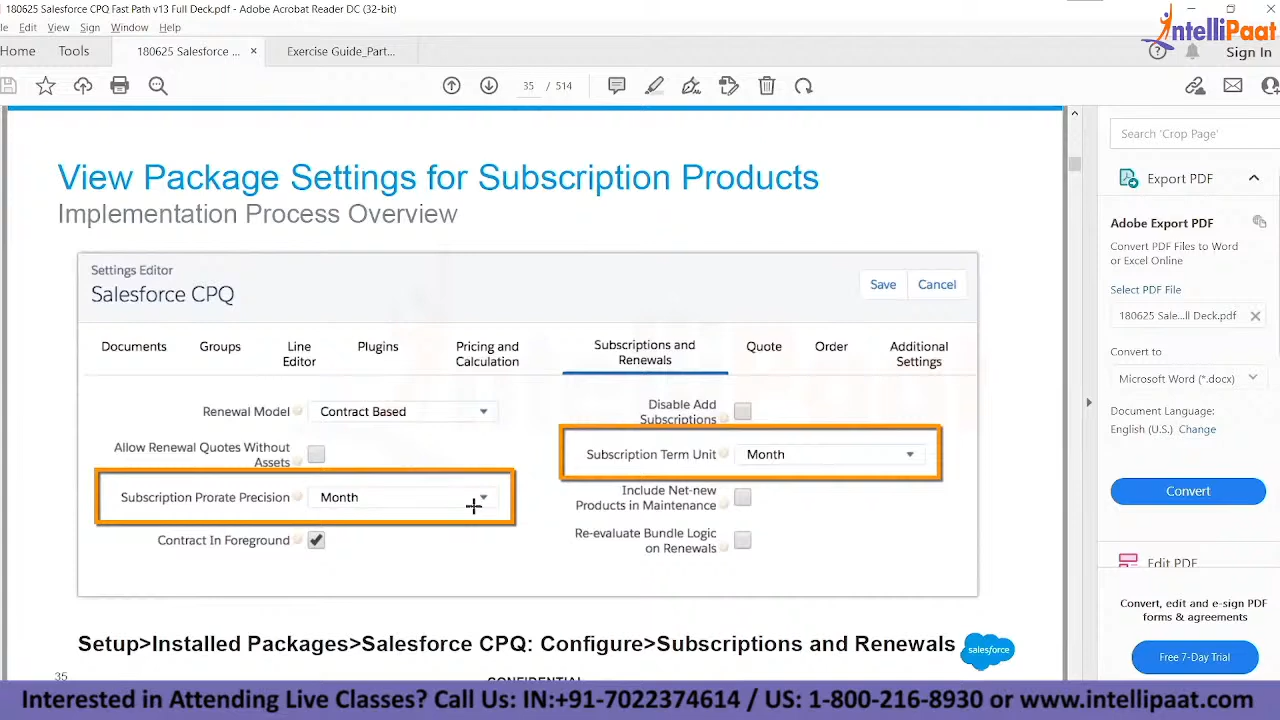 180625 Salesforce CPQ Fast Path v13 Full Deck.pdf - Adobe Acrobat Reader DC (32-bit)
Edit View Sign Window Help
Home Tools 180625 Salesforce ... × Exercise Guide_Part...
IntelliPaat
Sign In
35 / 514
View Package Settings for Subscription Products
Implementation Process Overview
Settings Editor
Salesforce CPQ
Save Cancel
Documents Groups Line Editor Plugins Pricing and Calculation Subscriptions and Renewals Quote Order Additional Settings
Renewal Model Contract Based
Disable Add Subscriptions
Allow Renewal Quotes Without Assets
Subscription Term Unit Month
Subscription Prorate Precision Month
Include Net-new Products in Maintenance
Contract In Foreground
Re-evaluate Bundle Logic on Renewals
Setup>Installed Packages>Salesforce CPQ: Configure>Subscriptions and Renewals
salesforce
35
CONFIDENTIAL
Search 'Crop Page'
Export PDF
Adobe Export PDF
Convert PDF Files to Word
or Excel Online
Select PDF File
180625 Sale...ll Deck.pdf
Convert to
Microsoft Word (*.docx)
Document Language:
English (U.S.) Change
Convert
Edit PDF
Convert, edit and e-sign PDF
forms & agreements
Free 7-Day Trial
Interested in Attending Live Classes? Call Us: IN:+91-7022374614 / US: 1-800-216-8930 or www.intellipaat.com